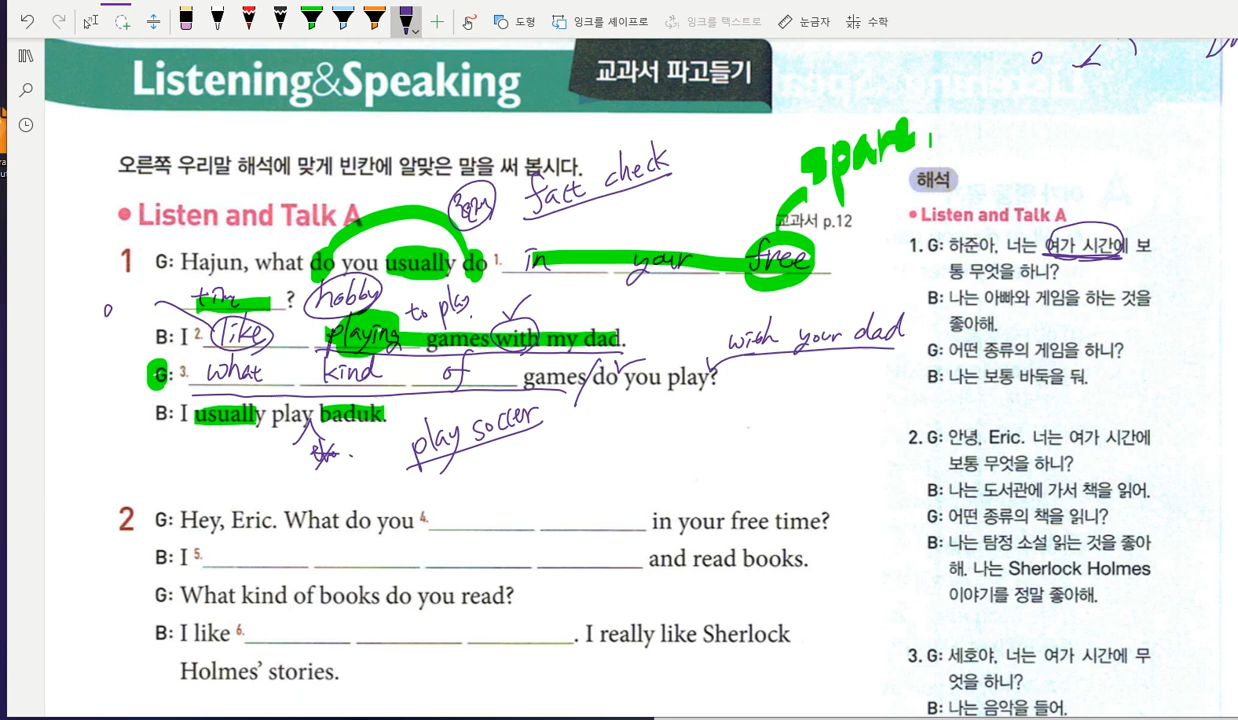 도형
잉크를 셰이프로
잉크를 텍스트로
눈금자
수학
Listening&Speaking
교과서 파고들기
오른쪽 우리말 해석에 맞게 빈칸에 알맞은 말을 써 봅시다.
fact check
spare
• Listen and Talk A
교과서 p.12
1 G: Hajun, what do you usually do 1. in your free
time ? hobby
to play
B: I 2. like playing games with my dad.
with your dad
G: 3. what kind of games do you play?
B: I usually play baduk.
play soccer
2 G: Hey, Eric. What do you 4. in your free time?
B: I 5. and read books.
G: What kind of books do you read?
B: I like 6. . I really like Sherlock
Holmes' stories.
해석
• Listen and Talk A
1. G: 하준아, 너는 여가 시간에 보
통 무엇을 하니?
B: 나는 아빠와 게임을 하는 것을
좋아해.
G: 어떤 종류의 게임을 하니?
B: 나는 보통 바둑을 둬.
2. G: 안녕, Eric. 너는 여가 시간에
보통 무엇을 하니?
B: 나는 도서관에 가서 책을 읽어.
G: 어떤 종류의 책을 읽니?
B: 나는 탐정 소설 읽는 것을 좋아
해. 나는 Sherlock Holmes
이야기를 정말 좋아해.
3. G: 세호야, 너는 여가 시간에 무
엇을 하니?
B: 나는 음악을 들어.